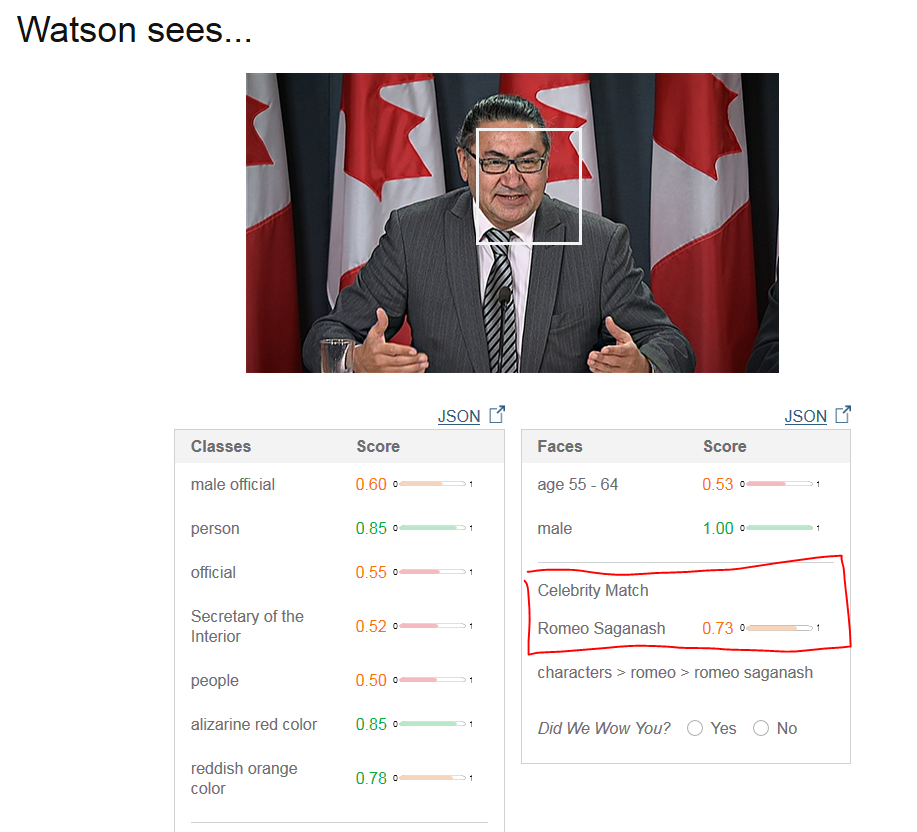 Watson sees...
JSON
Classes Score
male official 0.60 0 1
person 0.85 0 1
official 0.55 0 1
Secretary of the
Interior 0.52 0 1
people 0.50 0 1
alizarine red color 0.85 0 1
reddish orange
color 0.78 0 1
JSON
Faces Score
age 55 - 64 0.53 0 1
male 1.00 0 1
Celebrity Match
Romeo Saganash 0.73 0 1
characters > romeo > romeo saganash
Did We Wow You? Yes No